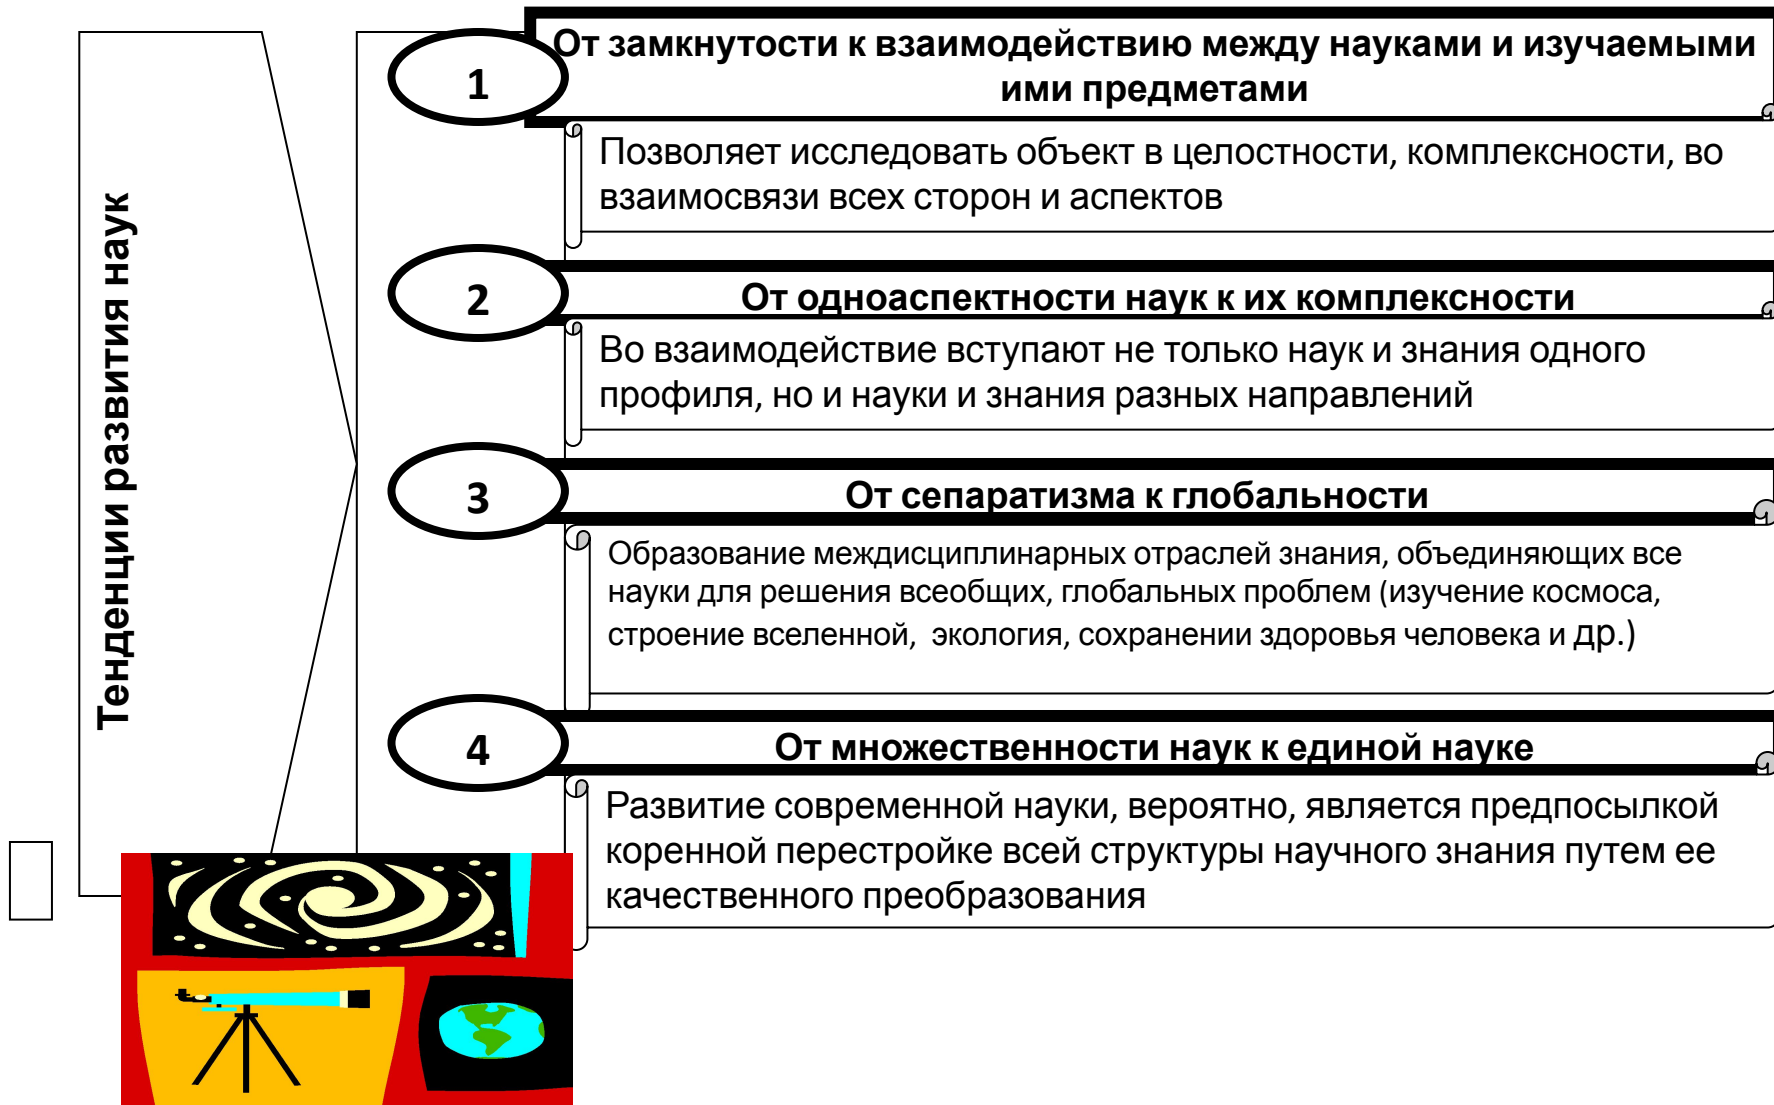 Тенденции развития наук
1
От замкнутости к взаимодействию между науками и изучаемыми
ими предметами
Позволяет исследовать объект в целостности, комплексности, во
взаимосвязи всех сторон и аспектов
2
От одноаспектности наук к их комплексности
Во взаимодействие вступают не только наук и знания одного
профиля, но и науки и знания разных направлений
3
От сепаратизма к глобальности
Образование междисциплинарных отраслей знания, объединяющих все
науки для решения всеобщих, глобальных проблем (изучение космоса,
строение вселенной, экология, сохранении здоровья человека и др.)
4
От множественности наук к единой науке
Развитие современной науки, вероятно, является предпосылкой
коренной перестройке всей структуры научного знания путем ее
качественного преобразования